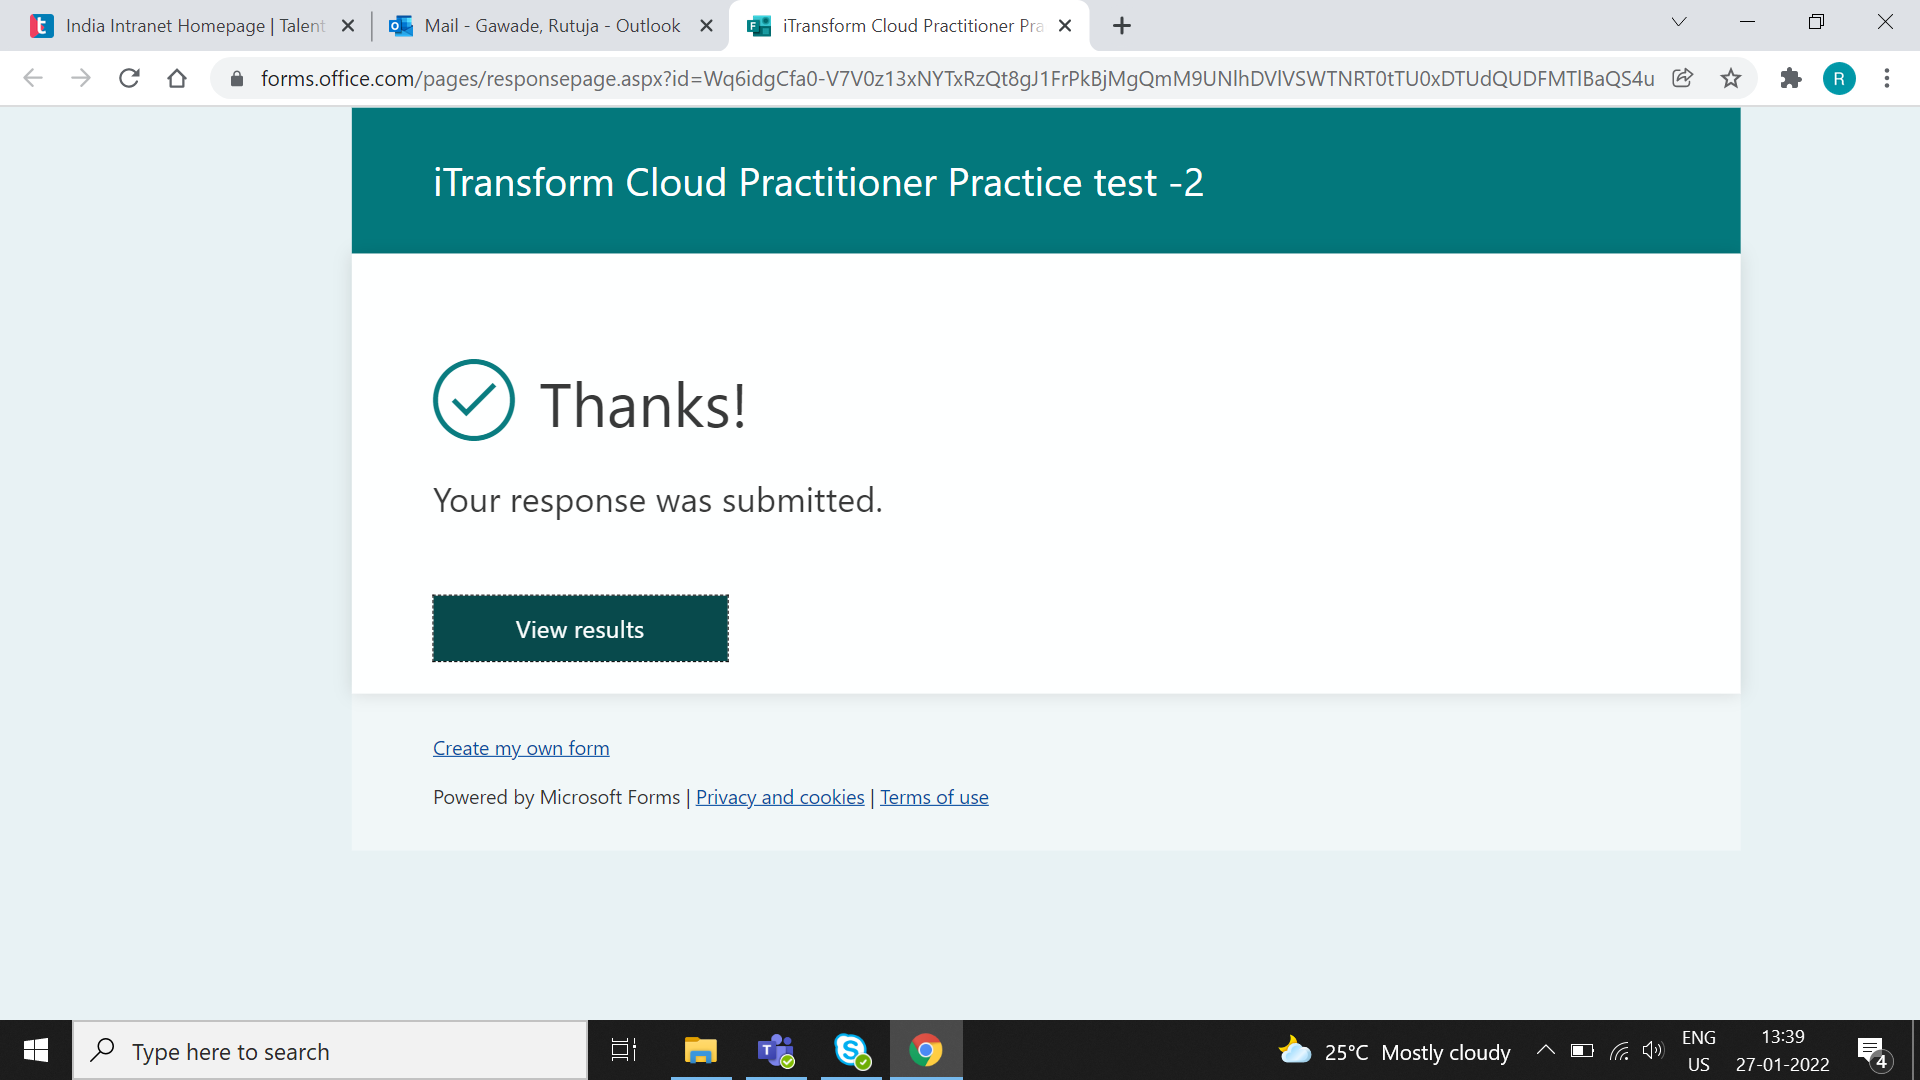 India Intranet Homepage | Talent
Mail - Gawade, Rutuja - Outlook
iTransform Cloud Practitioner Pra
forms.office.com/pages/responsepage.aspx?id=Wq6idgCfa0-V7V0z13xNYTxRzQt8gJ1FrPkBjMgQmM9UNlhDVlVSWTNRT0tTU0xDTUdQUDFMTlBaQS4u
R
iTransform Cloud Practitioner Practice test -2
Thanks!
Your response was submitted.
View results
Create my own form
Powered by Microsoft Forms | Privacy and cookies | Terms of use
Type here to search
25°C Mostly cloudy
ENG
US
13:39
27-01-2022
4